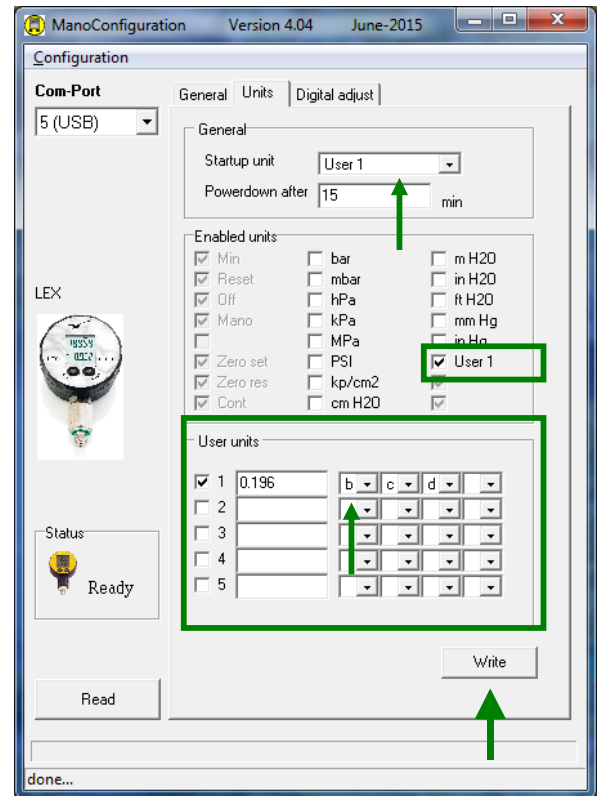 ManoConfiguration Version 4.04 June-2015
Configuration
Com-Port
5 (USB)
General Units Digital adjust
General
Startup unit User 1
Powerdown after 15 min
Enabled units
Min bar m H2O
Reset mbar in H2O
Off hPa ft H2O
Mano kPa mm Hg
MPa in Hg
Zero set PSI User 1
Zero res kp/cm2
Cont cm H2O
LEX
User units
1 0.196 b c d
2
3
4
5
Status
Ready
Write
Read
done...